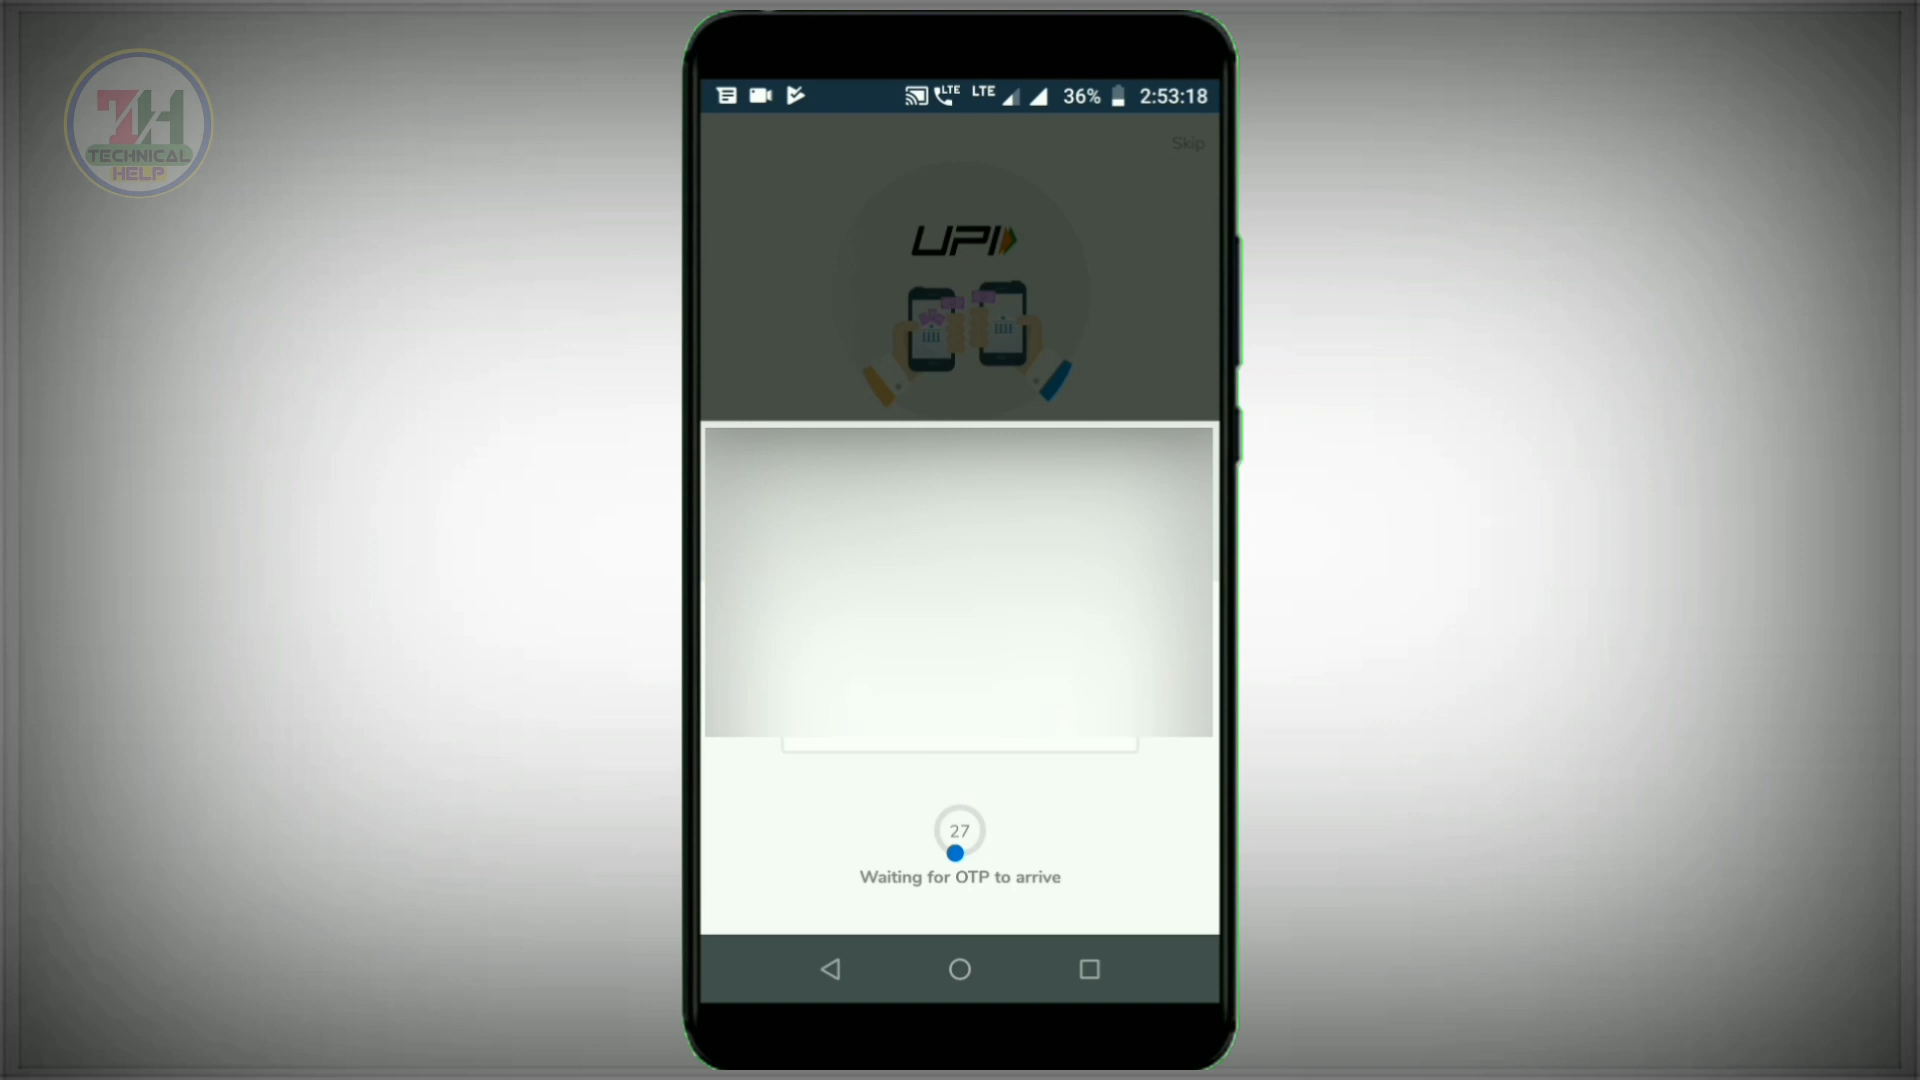 TH
TECHNICAL
HELP
LTE LTE 36% 2:53:18
Skip
UPI
27
Waiting for OTP to arrive